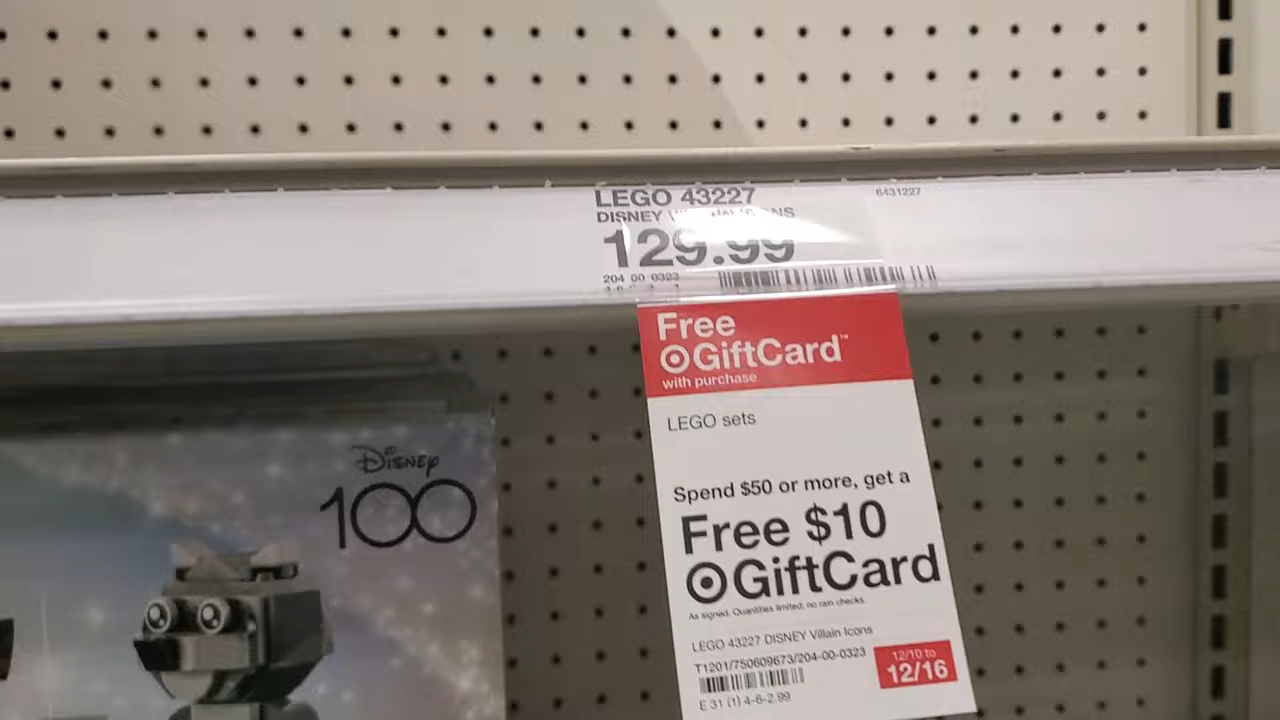 LEGO 43227
6431227
DISNEY
129.99
204 00 0323
Free
GiftCard™
with purchase
LEGO sets
Spend $50 or more, get a
Free $10
GiftCard
As signed. Quantities limited; no rain checks.
LEGO 43227 DISNEY Villain Icons
T1201/750609673/204-00-0323
12/10 to
12/16
E 31 (1) 4-6-2.99
DISNEY
100